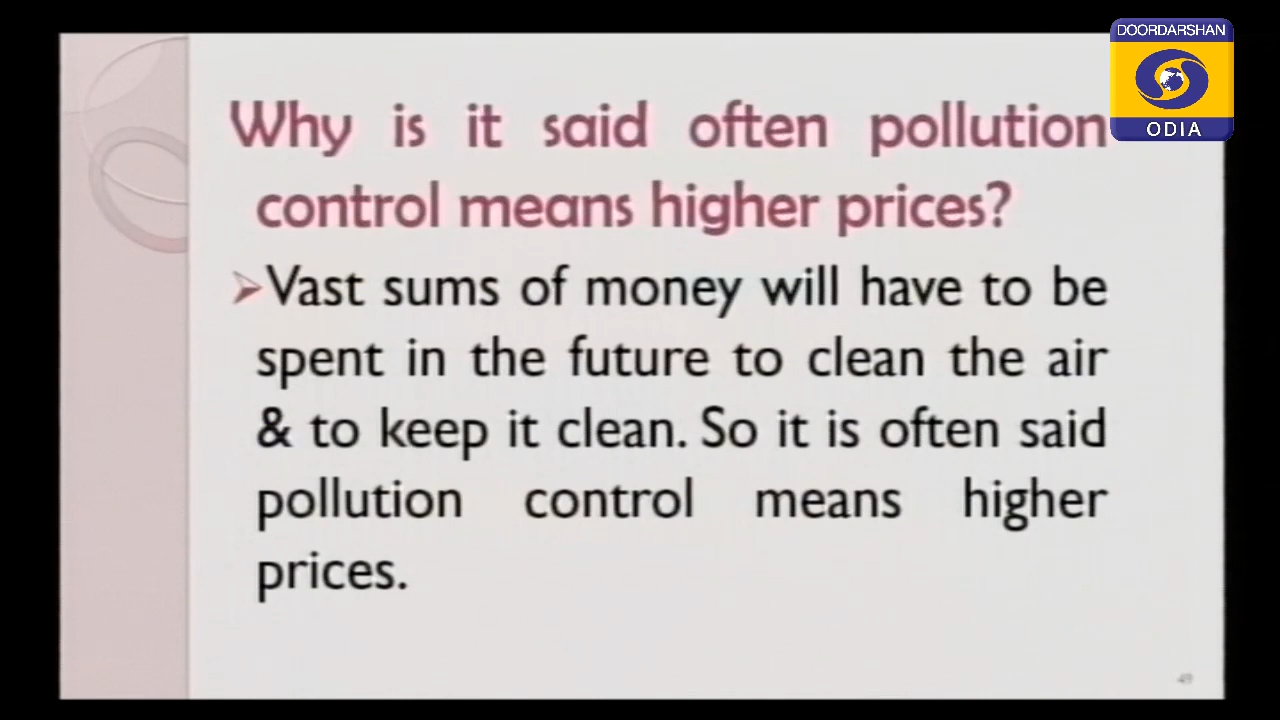 DOORDARSHAN
ODIA
Why is it said often pollution
control means higher prices?
Vast sums of money will have to be
spent in the future to clean the air
& to keep it clean. So it is often said
pollution control means higher
prices.
49